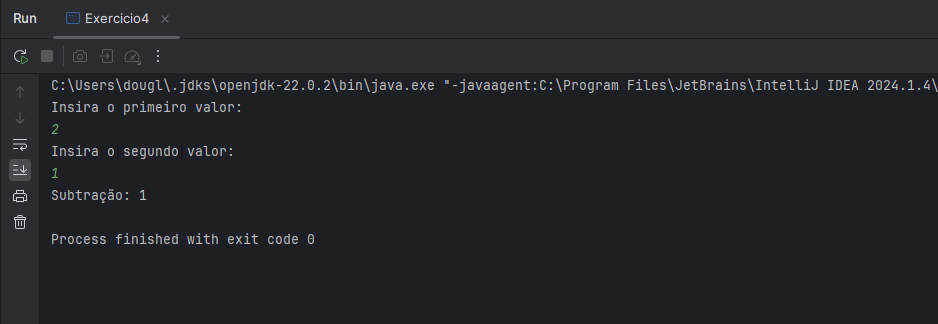 Run Exercicio4
C:\Users\dougl\.jdks\openjdk-22.0.2\bin\java.exe "-javaagent:C:\Program Files\JetBrains\IntelliJ IDEA 2024.1.4\
Insira o primeiro valor:
2
Insira o segundo valor:
1
Subtração: 1
Process finished with exit code 0